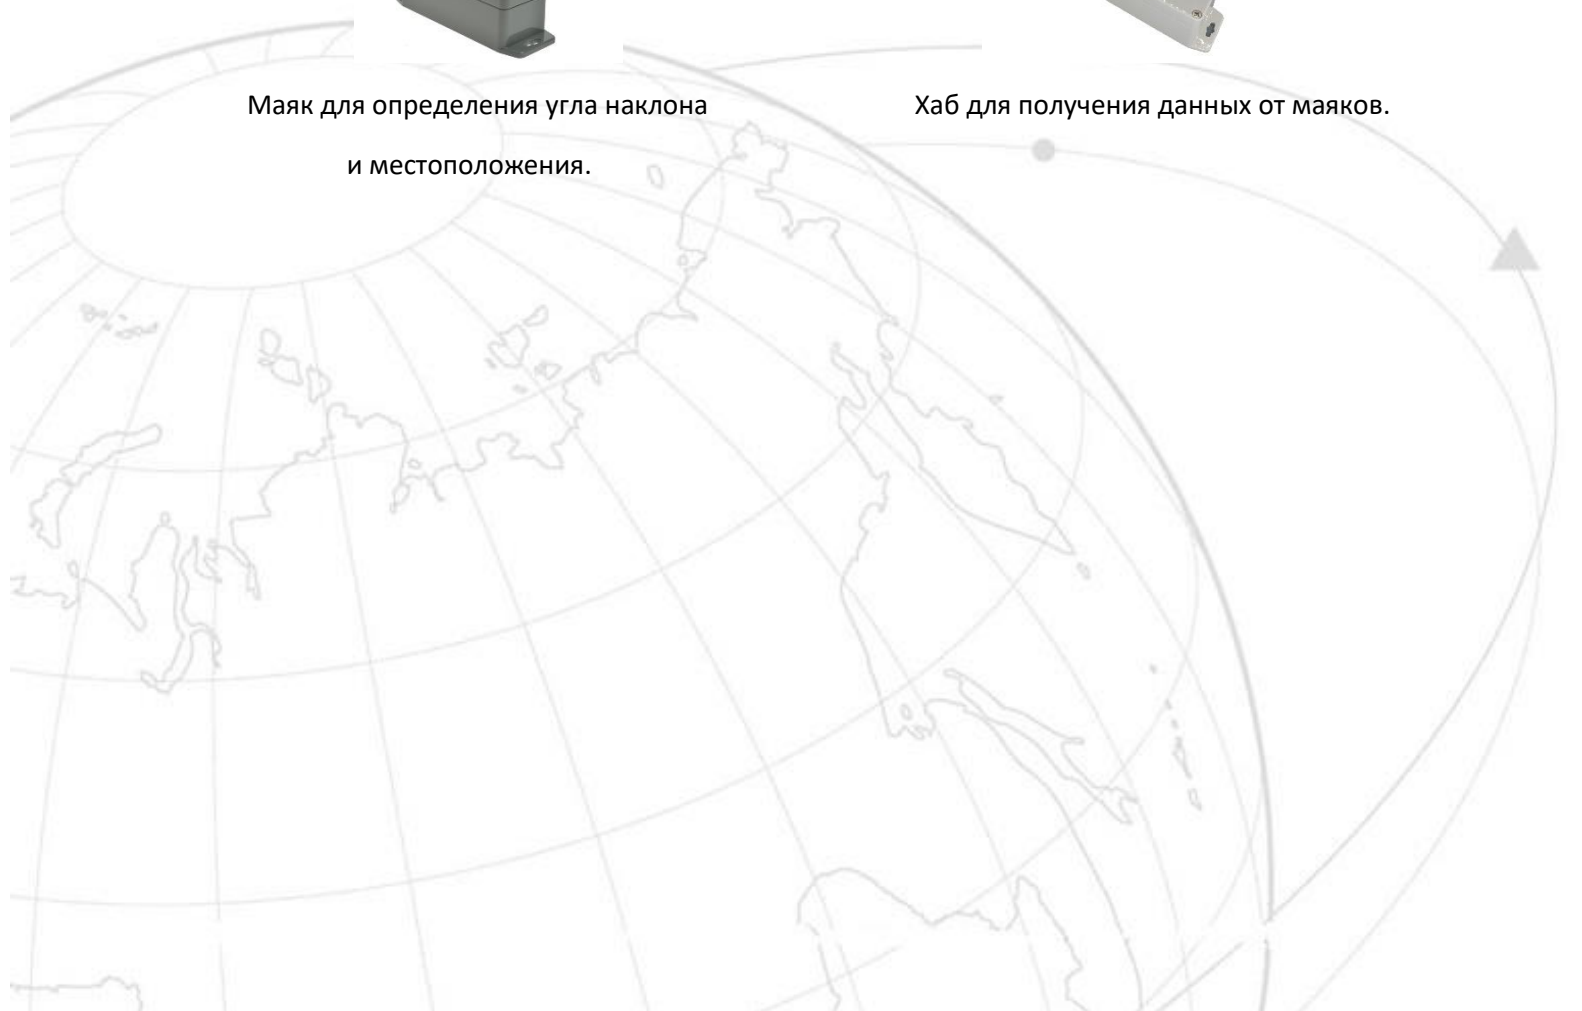 Маяк для определения угла наклона
и местоположения.
Хаб для получения данных от маяков.